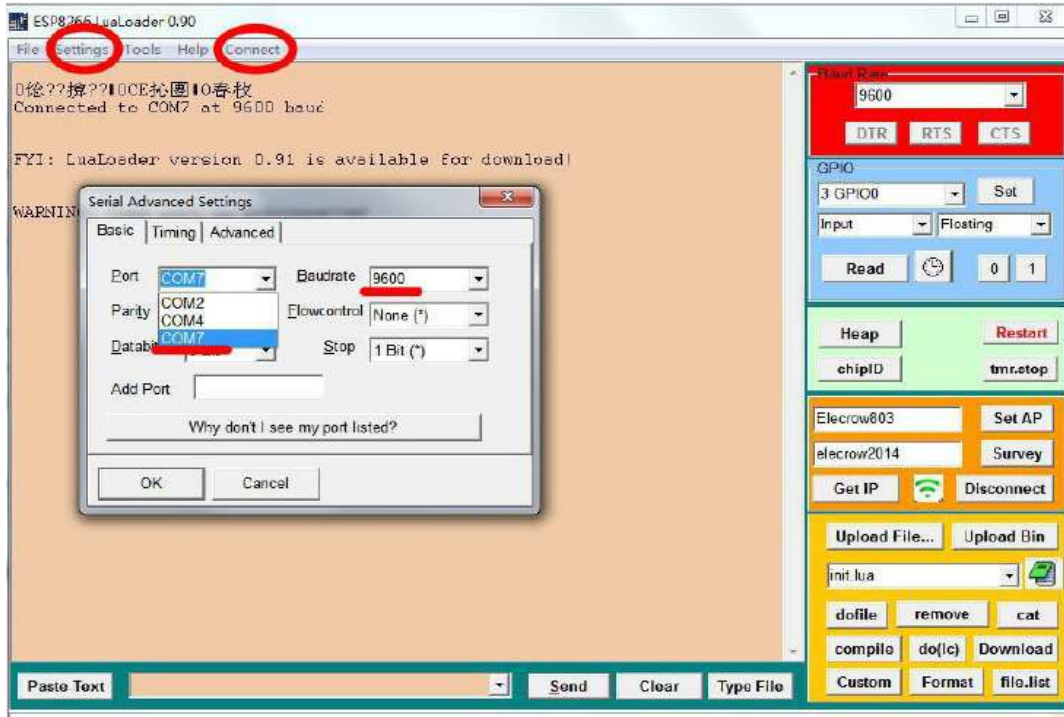 ESP8266 LuaLoader 0.90
File Settings Tools Help Connect
Connected to COM7 at 9600 baud
FYI: LuaLoader version 0.91 is available for download!
Serial Advanced Settings
Basic Timing Advanced
Port COM7 Baudrate 9600
COM2
COM4
COM7
Parity Flowcontrol None (*)
Stop 1 Bit (*)
Add Port
Why don't I see my port listed?
OK Cancel
Baud Rate
9600
DTR RTS CTS
GPIO
3 GPIO0 Set
Input Floating
Read 0 1
Heap Restart
chipID tmr.stop
Elecrow803 Set AP
elecrow2014 Survey
Get IP Disconnect
Upload File... Upload Bin
init.lua
dofile remove cat
compile do(lc) Download
Custom Format file.list
Paste Text Send Clear Type File